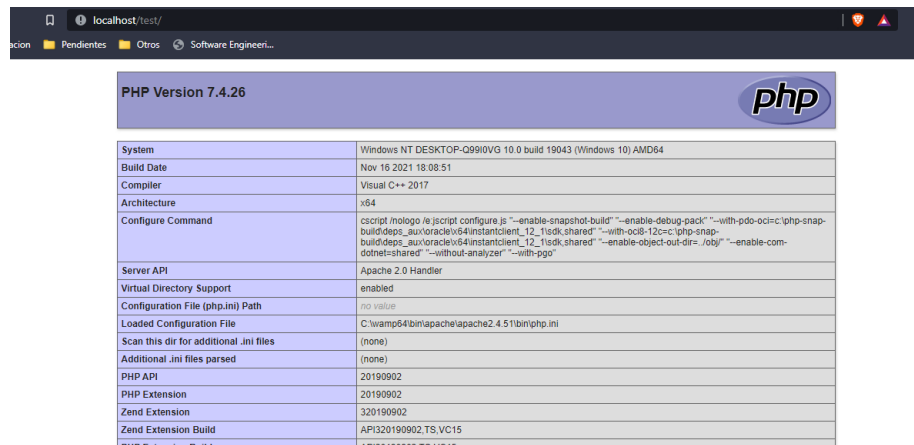 localhost/test/
acion Pendientes Otros Software Engineeri...
PHP Version 7.4.26
php
System Windows NT DESKTOP-Q99I0VG 10.0 build 19043 (Windows 10) AMD64
Build Date Nov 16 2021 18:08:51
Compiler Visual C++ 2017
Architecture x64
Configure Command cscript /nologo /e:jscript configure.js "--enable-snapshot-build" "--enable-debug-pack" "--with-pdo-oci=c:\php-snap-
build\deps_aux\oracle\x64\instantclient_12_1\sdk,shared" "--with-oci8-12c=c:\php-snap-
build\deps_aux\oracle\x64\instantclient_12_1\sdk,shared" "--enable-object-out-dir=../obj/" "--enable-com-
dotnet=shared" "--without-analyzer" "--with-pgo"
Server API Apache 2.0 Handler
Virtual Directory Support enabled
Configuration File (php.ini) Path no value
Loaded Configuration File C:\wamp64\bin\apache\apache2.4.51\bin\php.ini
Scan this dir for additional .ini files (none)
Additional .ini files parsed (none)
PHP API 20190902
PHP Extension 20190902
Zend Extension 320190902
Zend Extension Build API320190902,TS,VC15